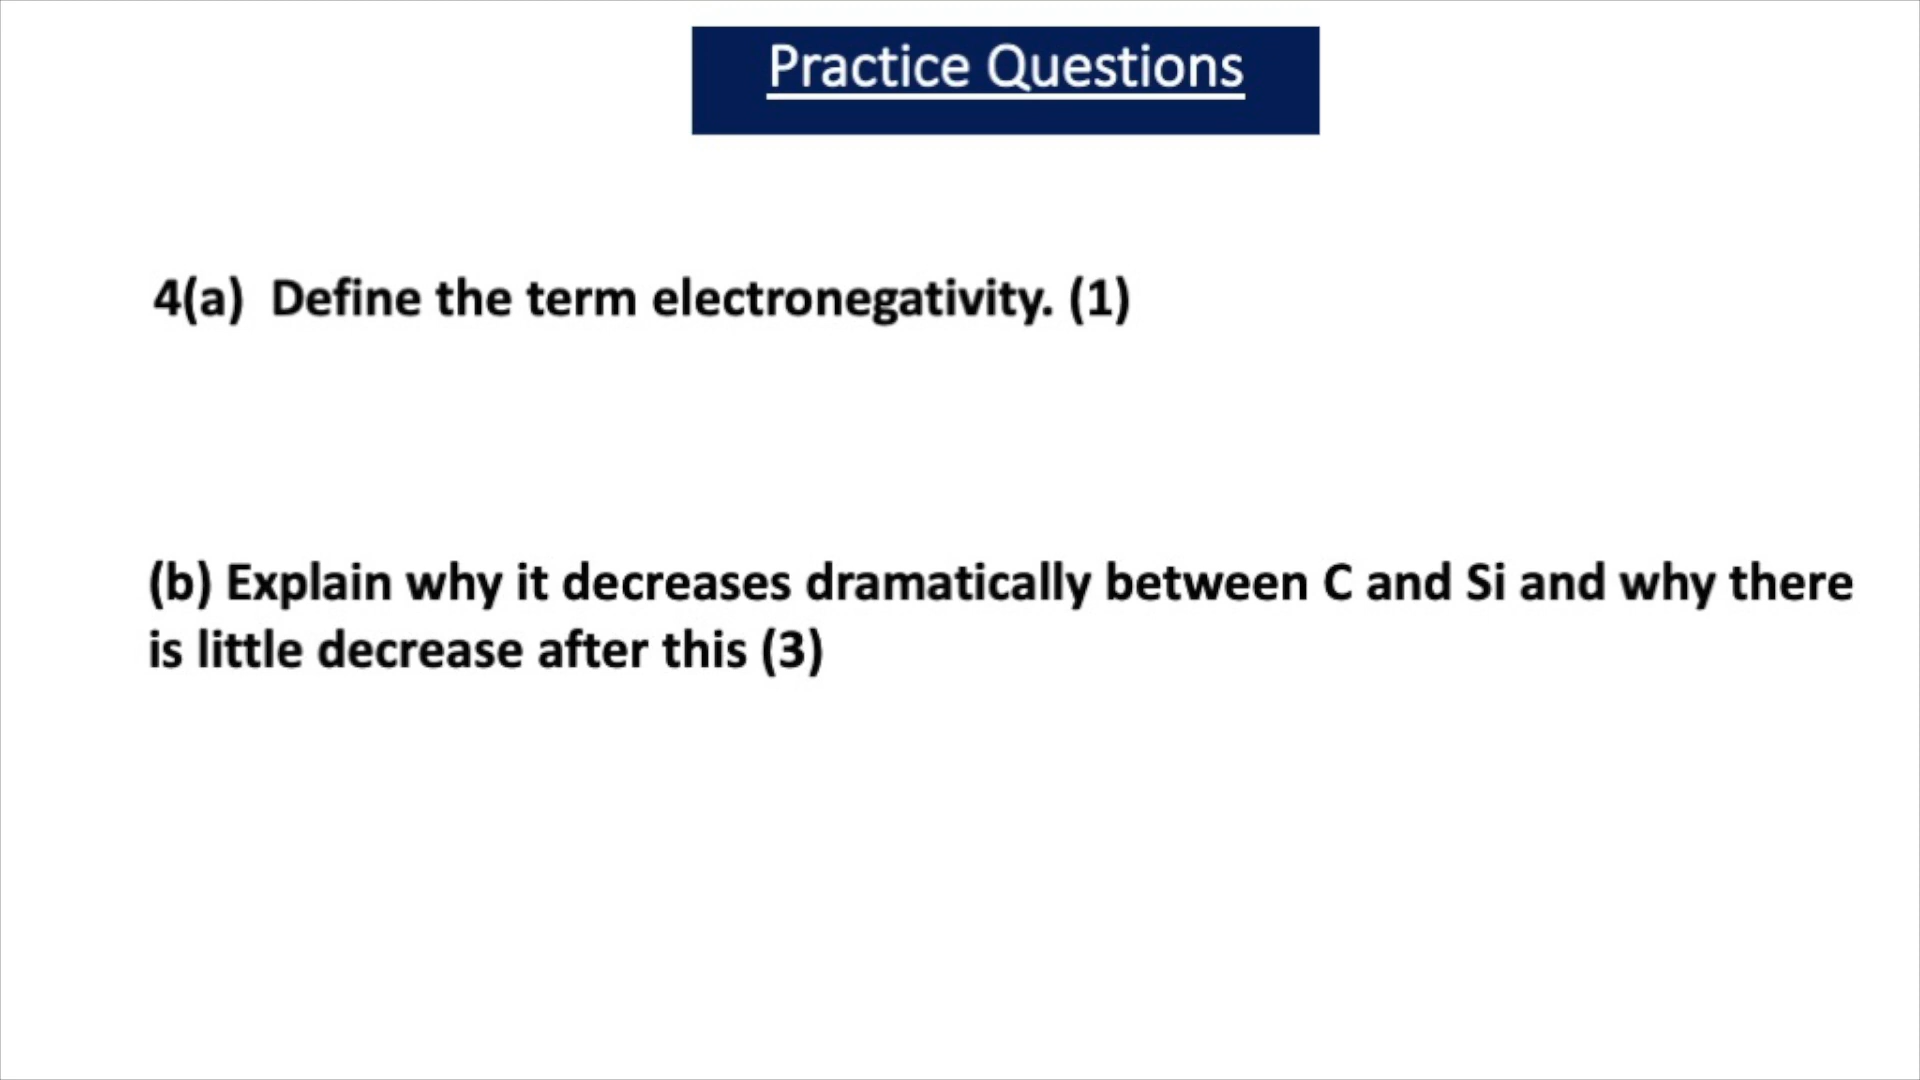 Practice Questions
4(a) Define the term electronegativity. (1)
(b) Explain why it decreases dramatically between C and Si and why there
is little decrease after this (3)